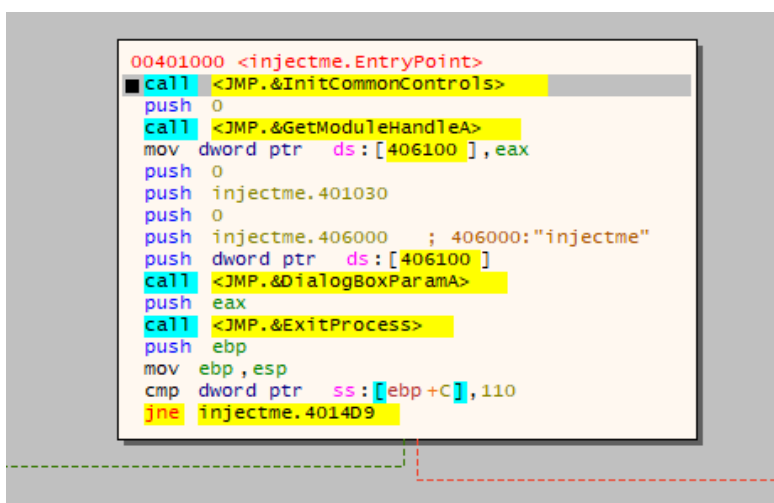 00401000 <injectme.EntryPoint>
call <JMP.&InitCommonControls>
push 0
call <JMP.&GetModuleHandleA>
mov dword ptr ds:[406100],eax
push 0
push injectme.401030
push 0
push injectme.406000 ; 406000:"injectme"
push dword ptr ds:[406100]
call <JMP.&DialogBoxParamA>
push eax
call <JMP.&ExitProcess>
push ebp
mov ebp,esp
cmp dword ptr ss:[ebp+C],110
jne injectme.4014D9